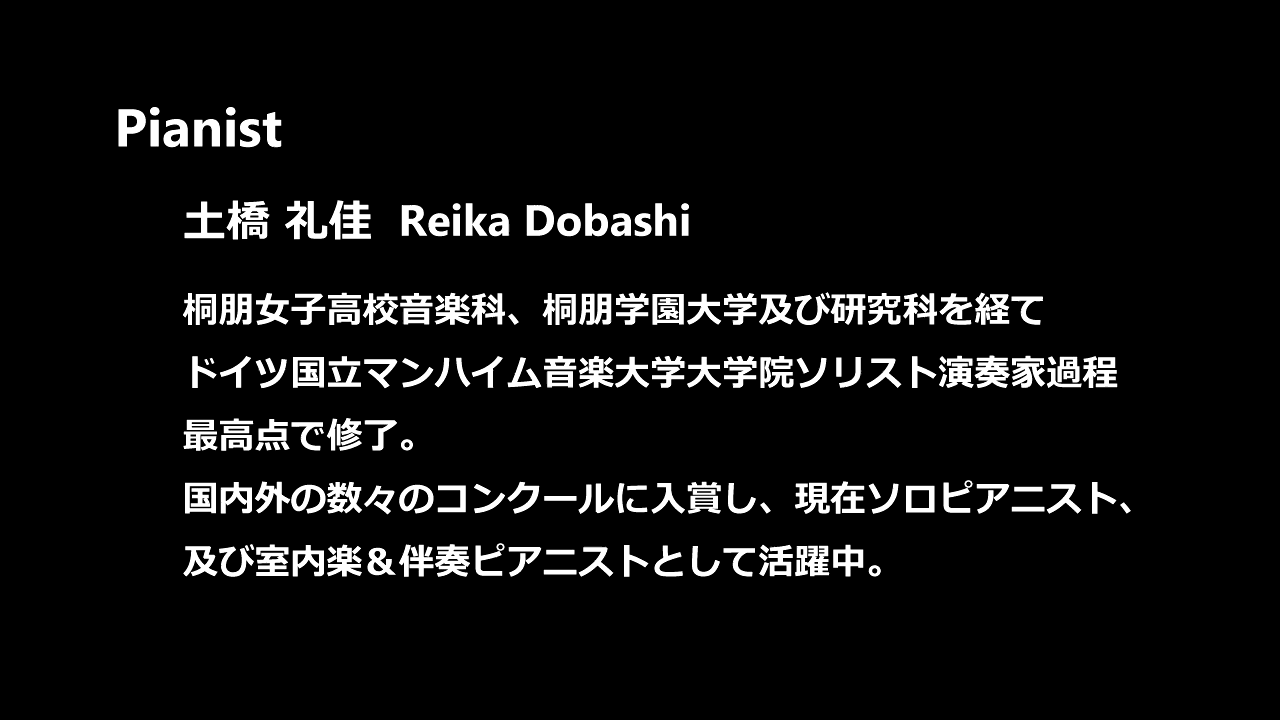 Pianist
土橋 礼佳 Reika Dobashi
桐朋女子高校音楽科、桐朋学園大学及び研究科を経て
ドイツ国立マンハイム音楽大学大学院ソリスト演奏家過程
最高点で修了。
国内外の数々のコンクールに入賞し、現在ソロピアニスト、
及び室内楽＆伴奏ピアニストとして活躍中。